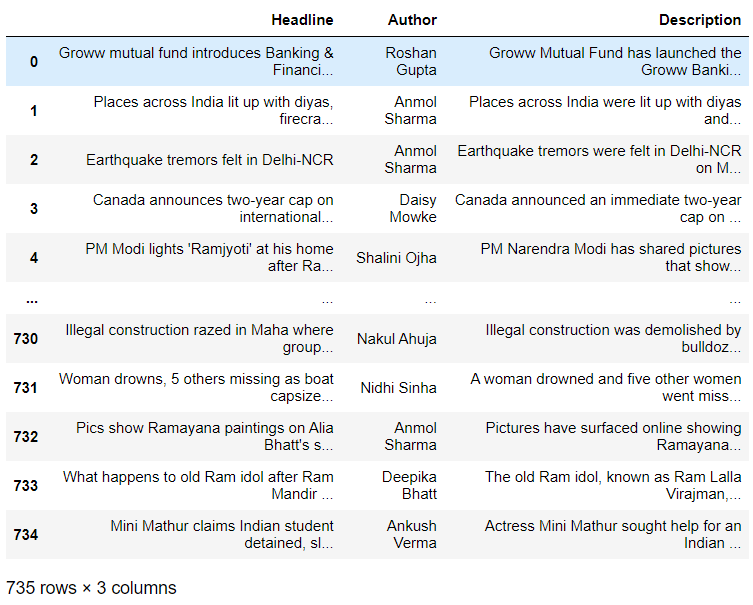 Headline Author Description
0 Groww mutual fund introduces Banking & Financi... Roshan Gupta Groww Mutual Fund has launched the Groww Banki...
1 Places across India lit up with diyas, firecra... Anmol Sharma Places across India were lit up with diyas and...
2 Earthquake tremors felt in Delhi-NCR Anmol Sharma Earthquake tremors were felt in Delhi-NCR on M...
3 Canada announces two-year cap on international... Daisy Mowke Canada announced an immediate two-year cap on ...
4 PM Modi lights 'Ramjyoti' at his home after Ra... Shalini Ojha PM Narendra Modi has shared pictures that show...
... ... ... ...
730 Illegal construction razed in Maha where group... Nakul Ahuja Illegal construction was demolished by bulldoz...
731 Woman drowns, 5 others missing as boat capsize... Nidhi Sinha A woman drowned and five other women went miss...
732 Pics show Ramayana paintings on Alia Bhatt's s... Anmol Sharma Pictures have surfaced online showing Ramayana...
733 What happens to old Ram idol after Ram Mandir ... Deepika Bhatt The old Ram idol, known as Ram Lalla Virajman,...
734 Mini Mathur claims Indian student detained, sl... Ankush Verma Actress Mini Mathur sought help for an Indian ...
735 rows × 3 columns